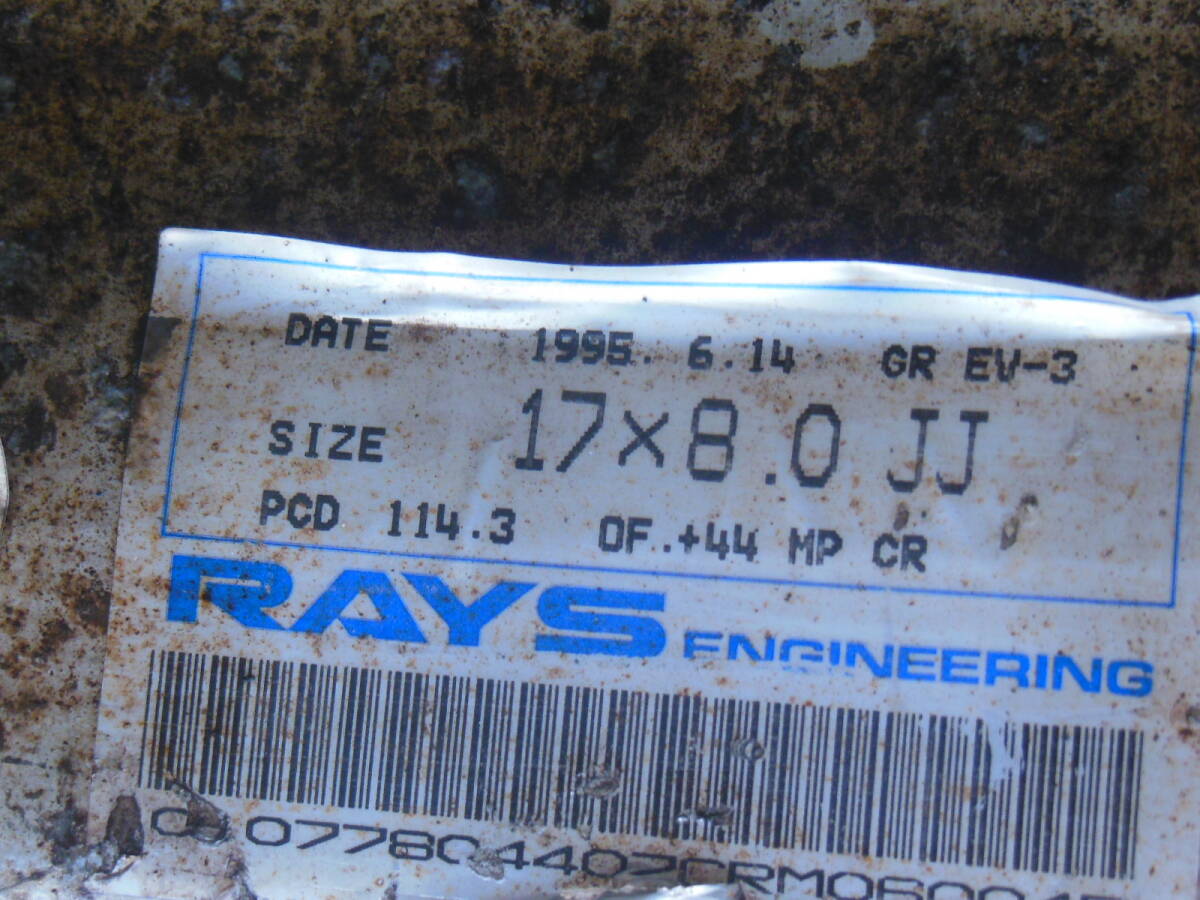 DATE 1995. 6.14 GR EV-3
SIZE 17×8.0 JJ
PCD 114.3 OF.+44 MP CR
RAYS ENGINEERING